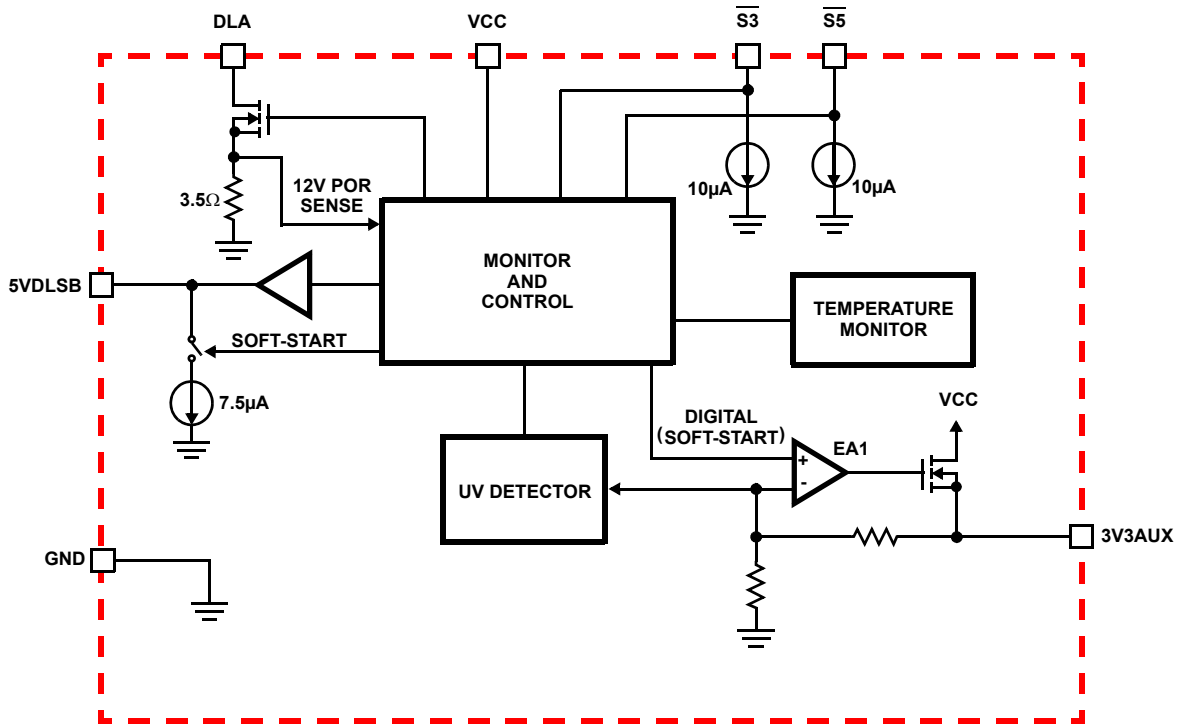 DLA
VCC
S3
S5
3.5Ω
12V POR
SENSE
10µA
10µA
5VDLSB
MONITOR
AND
CONTROL
TEMPERATURE
MONITOR
SOFT-START
7.5µA
DIGITAL
(SOFT-START)
VCC
EA1
+
-
UV DETECTOR
3V3AUX
GND